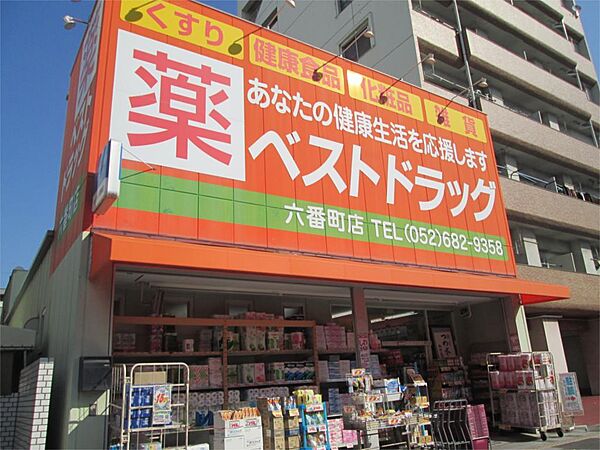 くすり 健康食品 化粧品 雑貨
薬
あなたの健康生活を応援します
ベストドラッグ
六番町店 TEL(052)682-9358